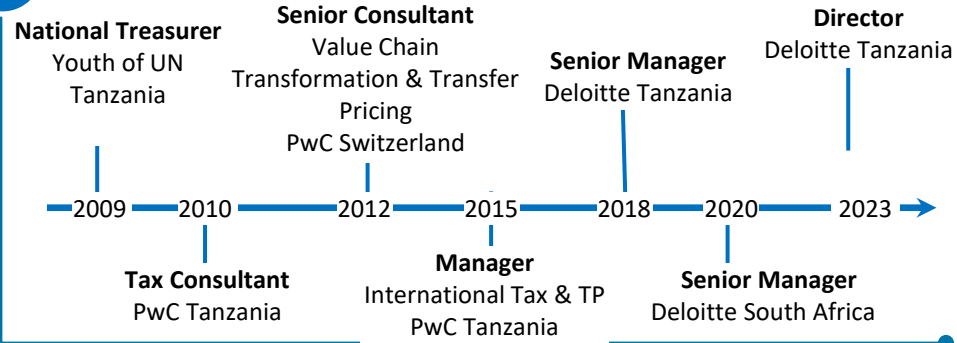 National Treasurer
Youth of UN
Tanzania
Senior Consultant
Value Chain
Transformation & Transfer
Pricing
PwC Switzerland
Senior Manager
Deloitte Tanzania
Director
Deloitte Tanzania
2009
2010
2012
2015
2018
2020
2023
Tax Consultant
PwC Tanzania
Manager
International Tax & TP
PwC Tanzania
Senior Manager
Deloitte South Africa